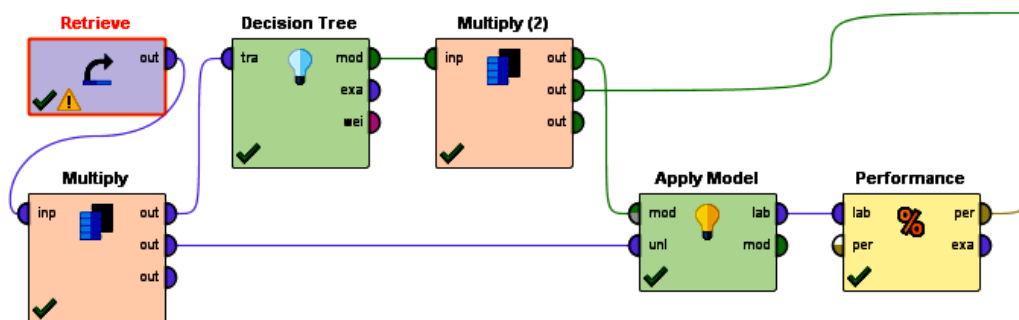 Retrieve
out
Decision Tree
tra
mod
exa
wei
Multiply (2)
inp
out
out
out
Multiply
inp
out
out
out
Apply Model
mod
unl
lab
mod
Performance
lab
per
%
per
exa